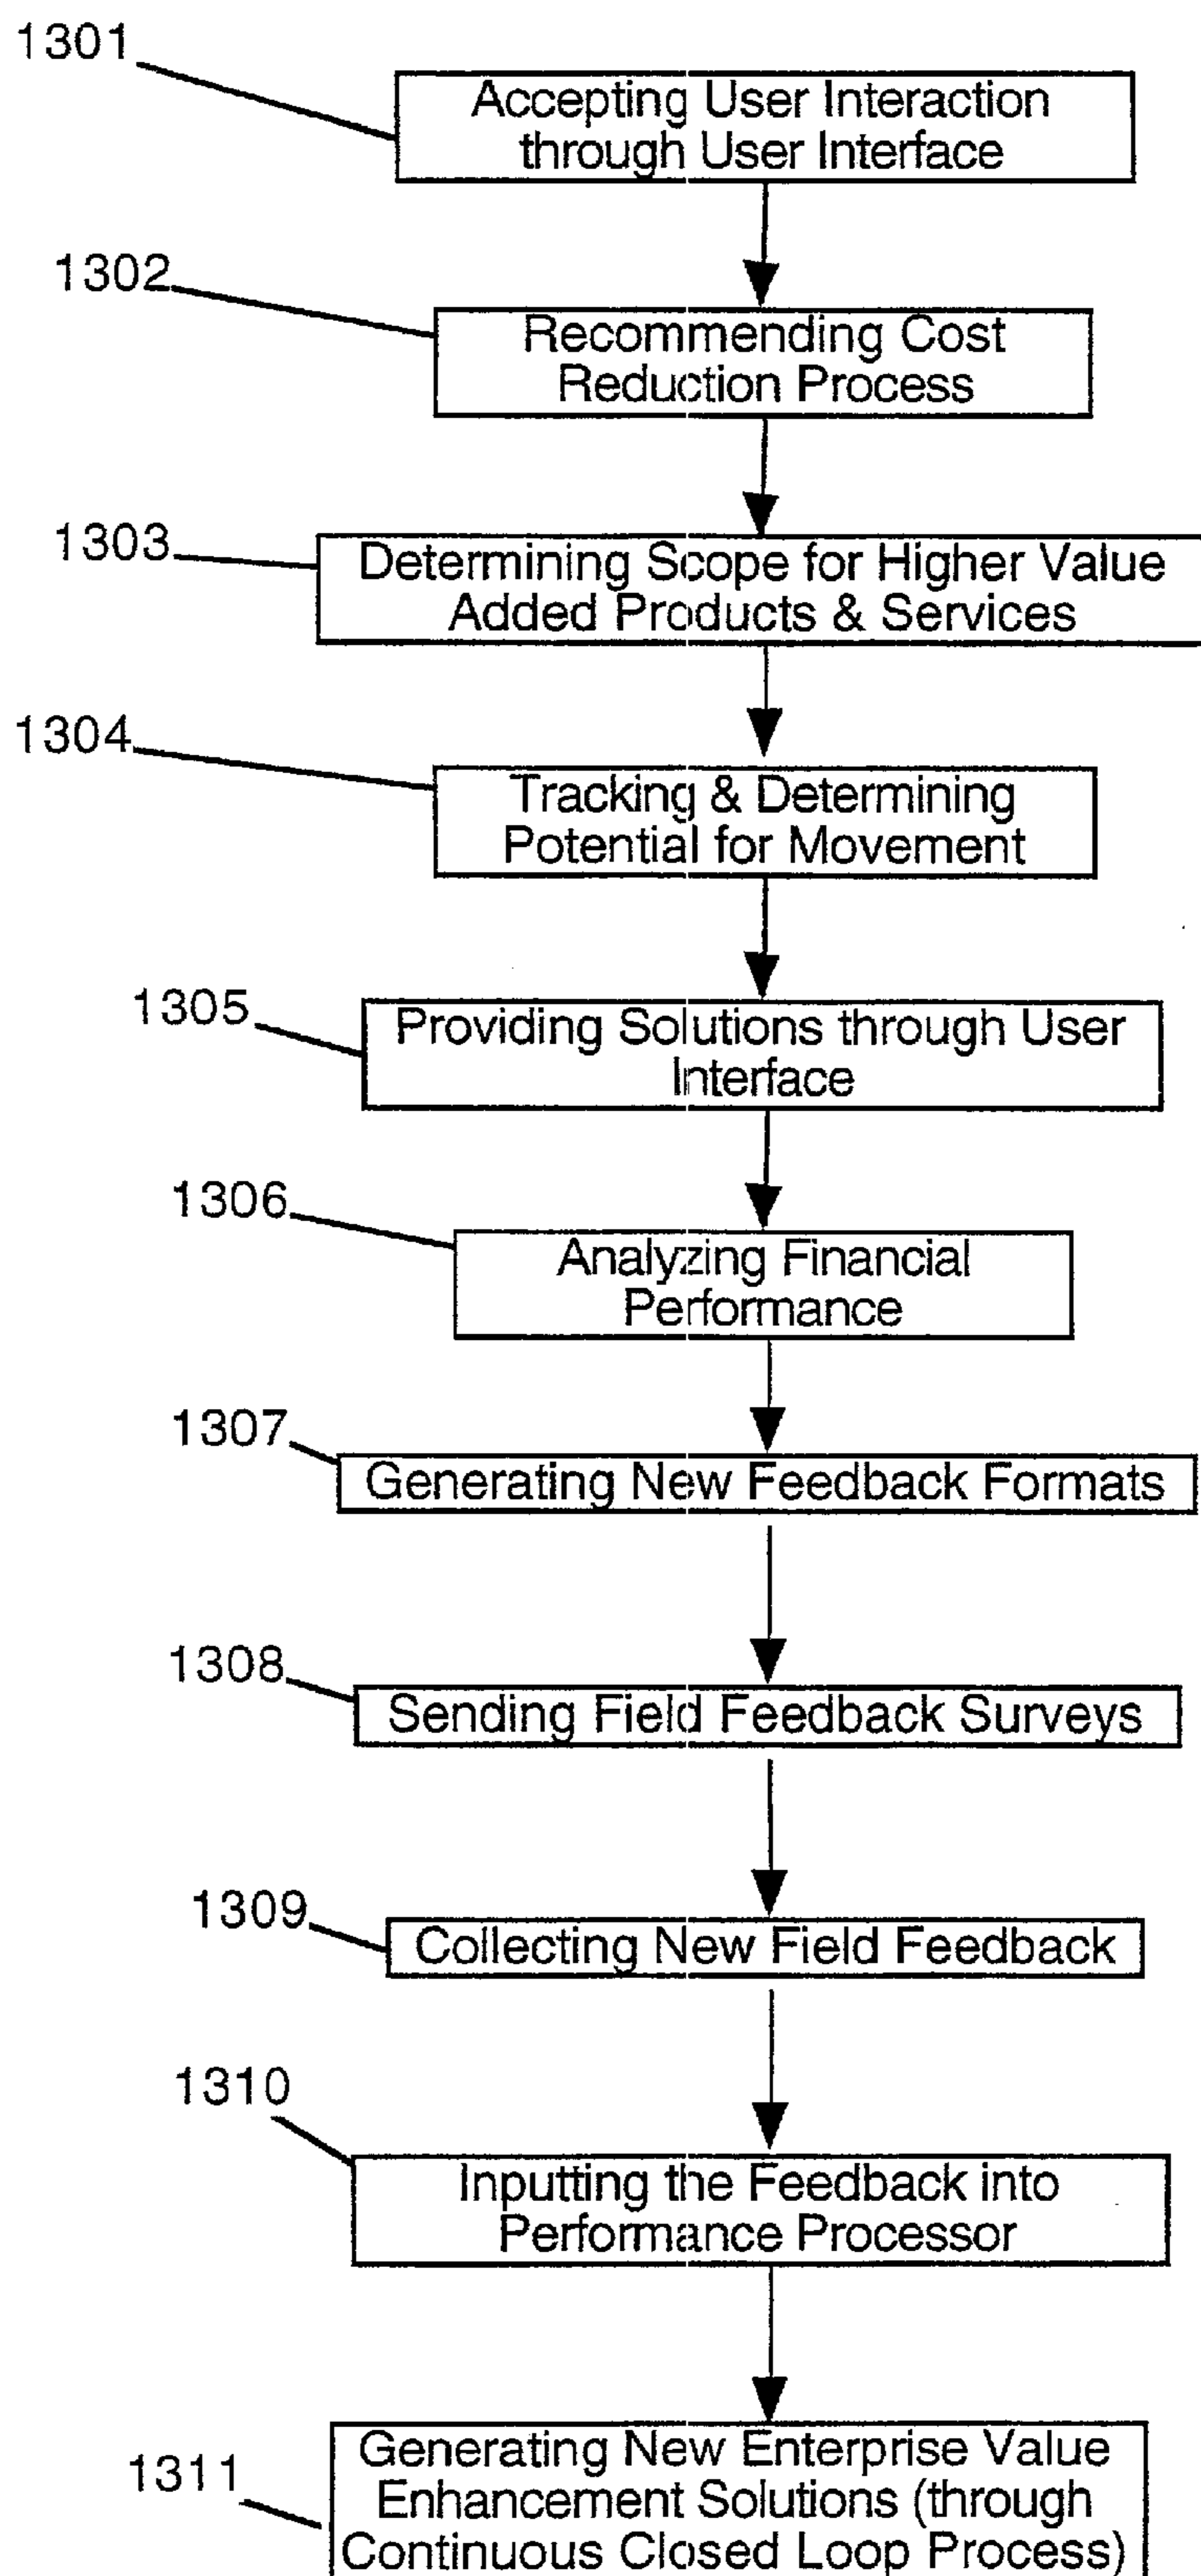 1301
Accepting User Interaction
through User Interface
1302
Recommending Cost
Reduction Process
1303
Determining Scope for Higher Value
Added Products & Services
1304
Tracking & Determining
Potential for Movement
1305
Providing Solutions through User
Interface
1306
Analyzing Financial
Performance
1307
Generating New Feedback Formats
1308
Sending Field Feedback Surveys
1309
Collecting New Field Feedback
1310
Inputting the Feedback into
Performance Processor
1311
Generating New Enterprise Value
Enhancement Solutions (through
Continuous Closed Loop Process)